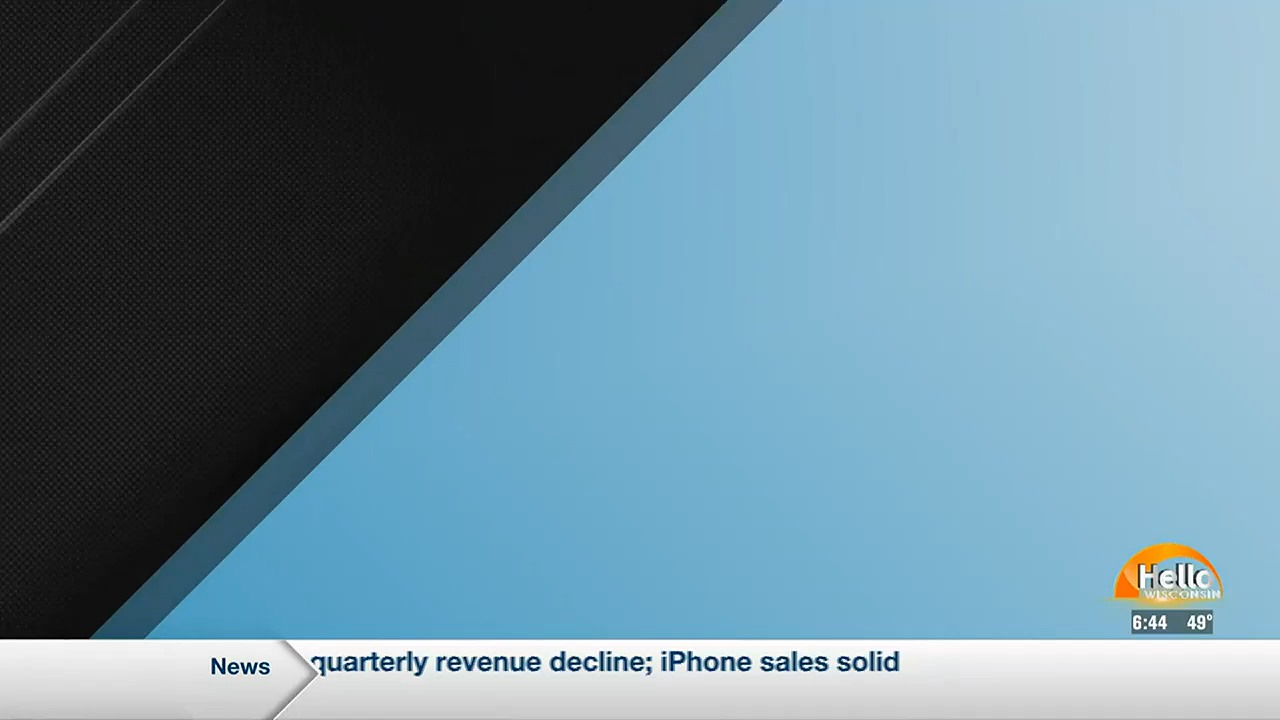 Hello
WISCONSIN
6:44 49°
News
quarterly revenue decline; iPhone sales solid